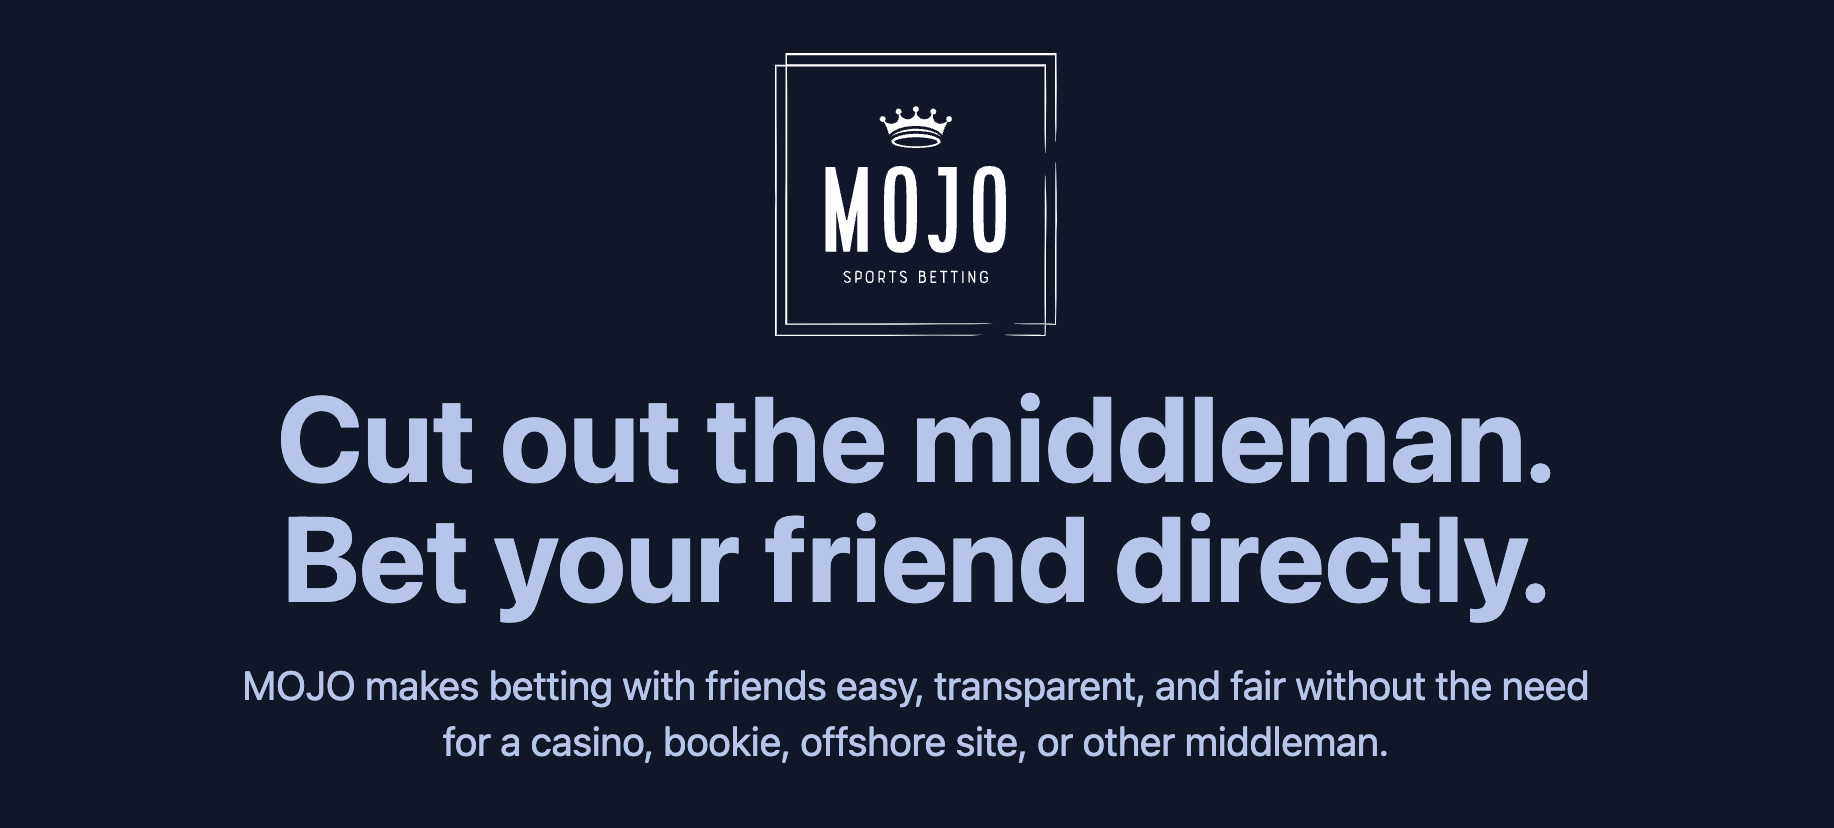 MOJO
SPORTS BETTING
Cut out the middleman.
Bet your friend directly.
MOJO makes betting with friends easy, transparent, and fair without the need
for a casino, bookie, offshore site, or other middleman.